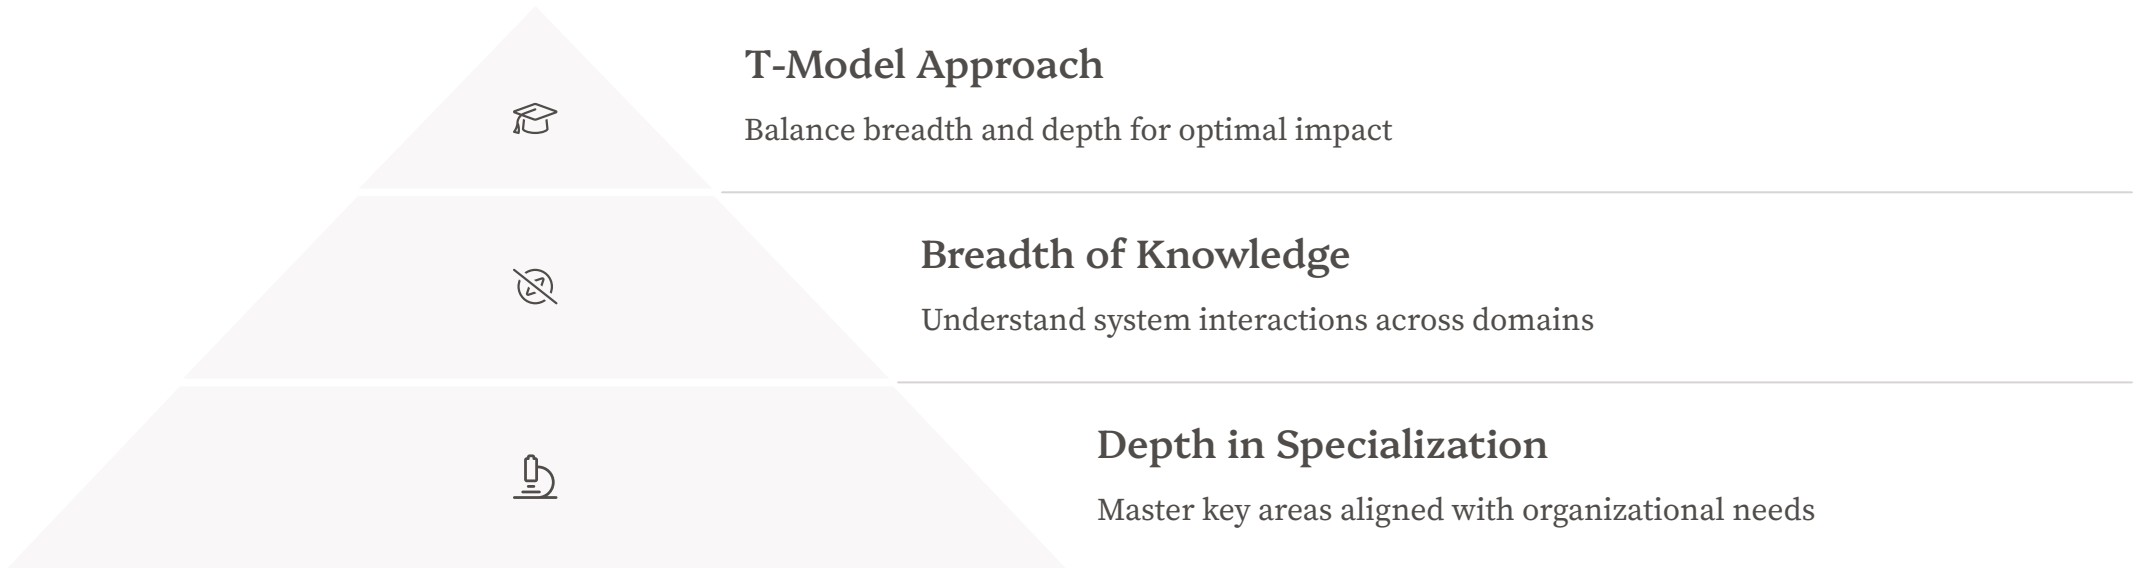 T-Model Approach
Balance breadth and depth for optimal impact
Breadth of Knowledge
Understand system interactions across domains
Depth in Specialization
Master key areas aligned with organizational needs